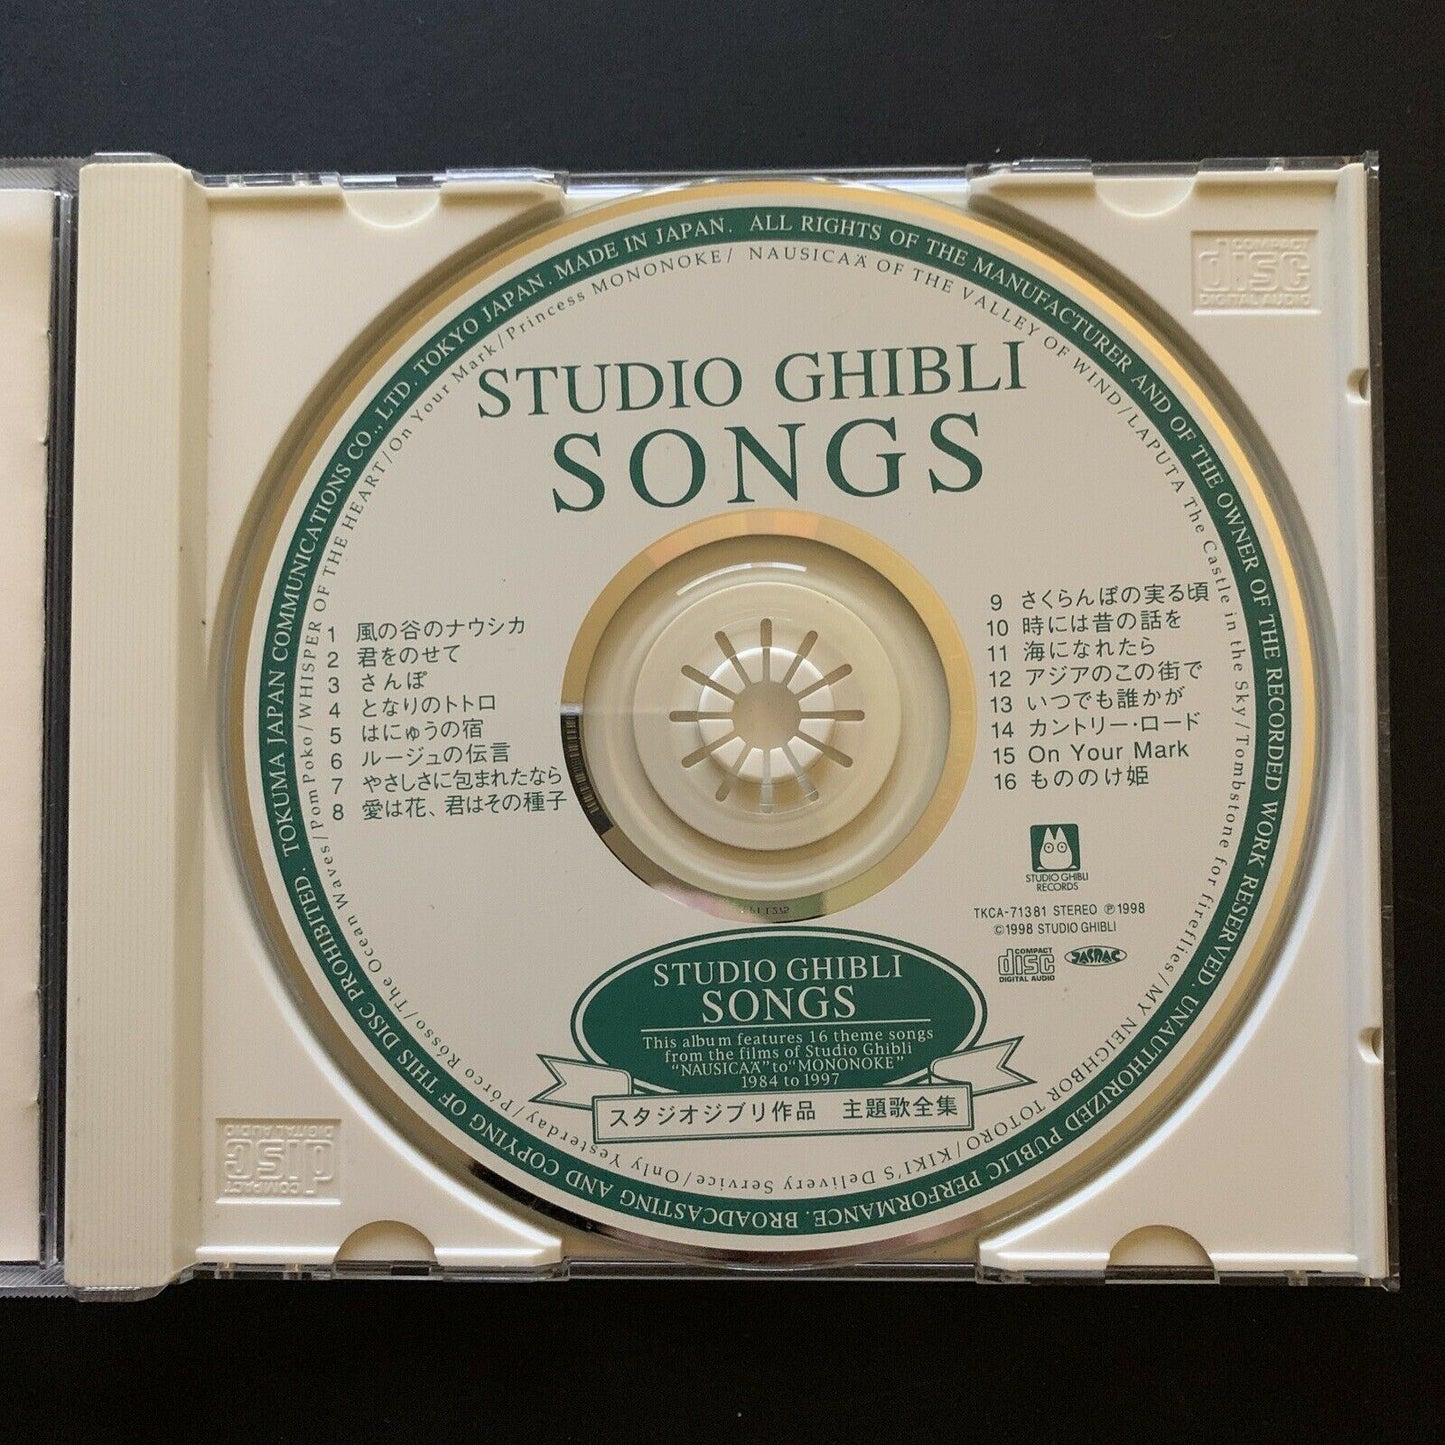 TOKUMA JAPAN COMMUNICATIONS CO., LTD. TOKYO JAPAN. MADE IN JAPAN. ALL RIGHTS OF THE MANUFACTURER AND OF THE OWNER OF THE RECORDED WORK RESERVED. UNAUTHORIZED PUBLIC PERFORMANCE. BROADCASTING AND COPYING OF THIS DISC PROHIBITED.
NAUSICAÄ OF THE VALLEY OF WIND/LAPUTA The Castle in the Sky/Tombstone for fireflies/MY NEIGHBOR TOTORO/KIKI'S Delivery Service/Only Yesterday/Porco Rosso/The Ocean Waves/Pom Poko/WHISPER OF THE HEART/On Your Mark/Princess MONONOKE/
STUDIO GHIBLI
SONGS
1 風の谷のナウシカ
2 君をのせて
3 さんぽ
4 となりのトトロ
5 はにゅうの宿
6 ルージュの伝言
7 やさしさに包まれたなら
8 愛は花、君はその種子
9 さくらんぼの実る頃
10 時には昔の話を
11 海になれたら
12 アジアのこの街で
13 いつでも誰かが
14 カントリー・ロード
15 On Your Mark
16 もののけ姫
STUDIO GHIBLI
RECORDS
TKCA-71381 STEREO ℗1998
©1998 STUDIO GHIBLI
COMPACT
disc
DIGITAL AUDIO
JASRAC
STUDIO GHIBLI
SONGS
This album features 16 theme songs
from the films of Studio Ghibli
"NAUSICAÄ" to "MONONOKE"
1984 to 1997
スタジオジブリ作品 主題歌全集
COMPACT
disc
DIGITAL AUDIO
COMPACT
disc
DIGITAL AUDIO